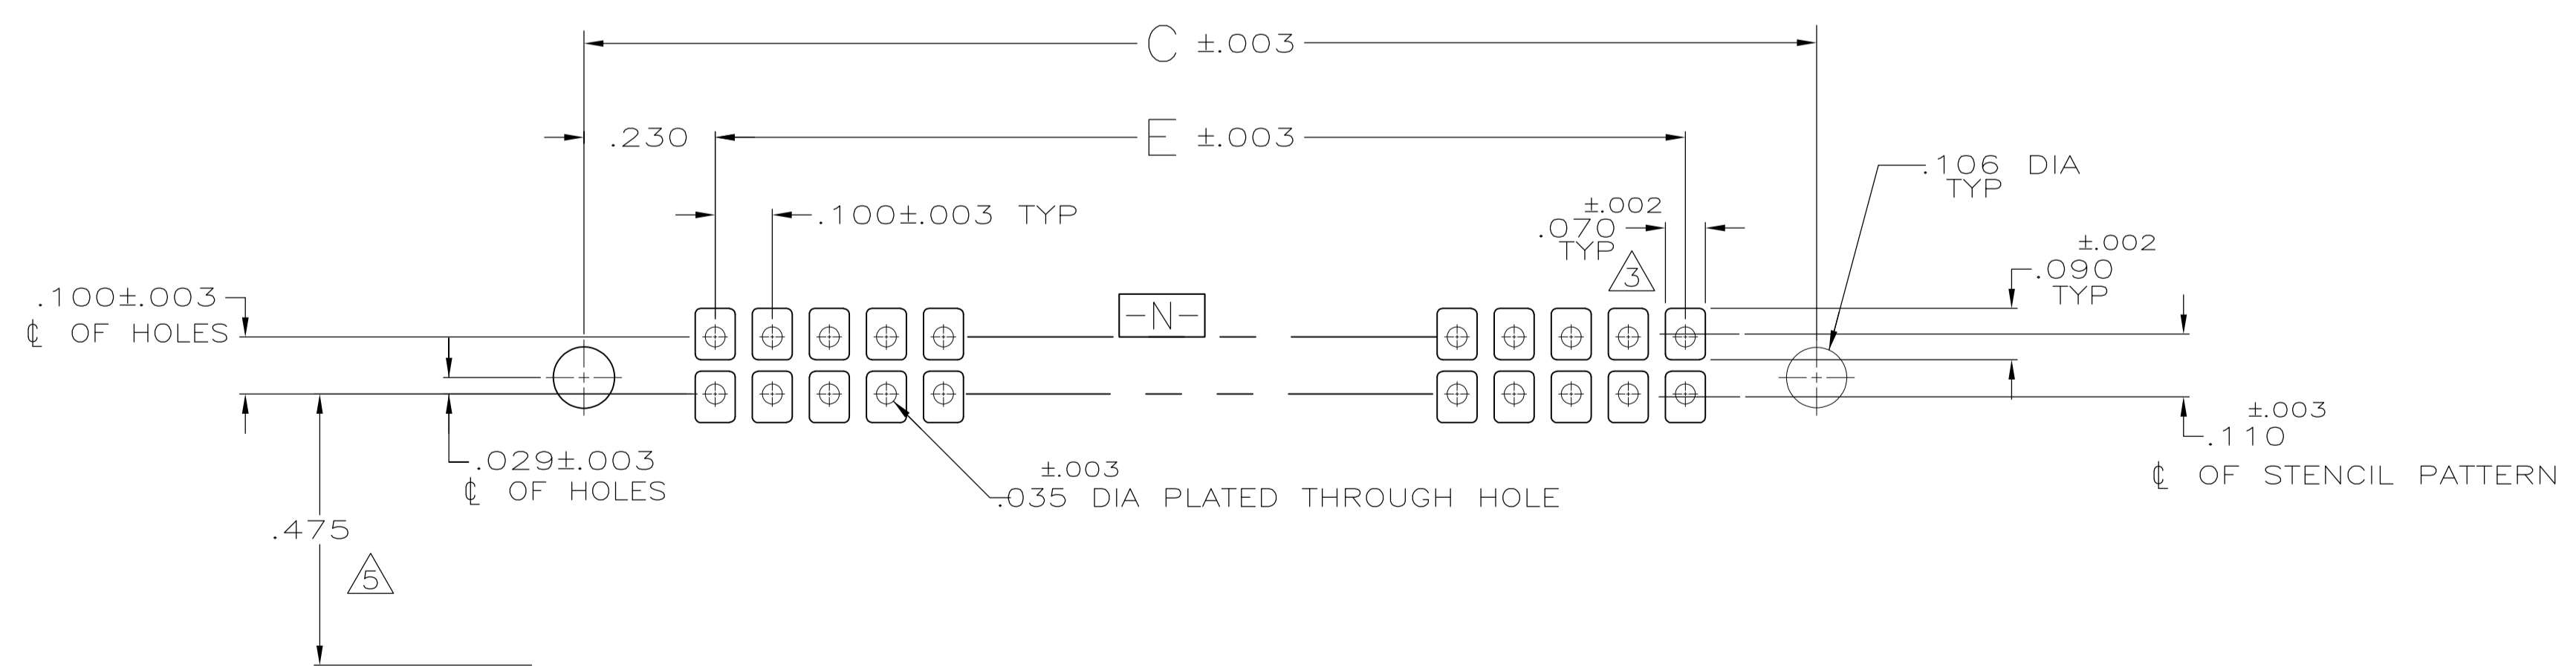 C ±.003
.230
E ±.003
.106 DIA
TYP
.100±.003 TYP
±.002
.070
TYP
3
±.002
.090
TYP
.100±.003
℄ OF HOLES
-N-
±.003
.110
℄ OF STENCIL PATTERN
.029±.003
℄ OF HOLES
±.003
.035 DIA PLATED THROUGH HOLE
.475
5